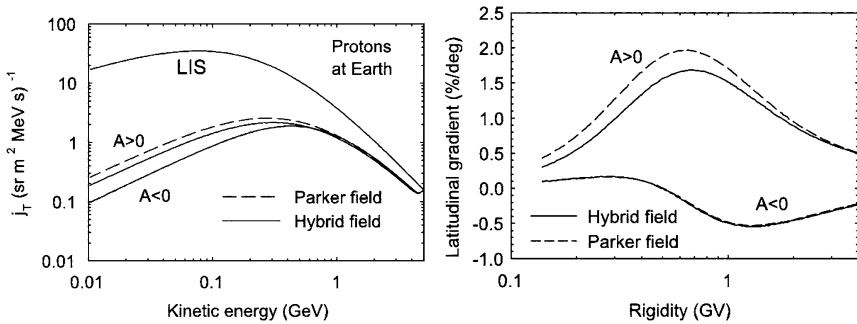 100
10
1
0.1
0.01
0.01
0.1
1
j_T (sr m² MeV s)⁻¹
Kinetic energy (GeV)
Protons
at Earth
LIS
A>0
A<0
Parker field
Hybrid field
2.5
2.0
1.5
1.0
0.5
0.0
-0.5
-1.0
0.1
1
Latitudinal gradient (%/deg)
Rigidity (GV)
A>0
A<0
Hybrid field
Parker field